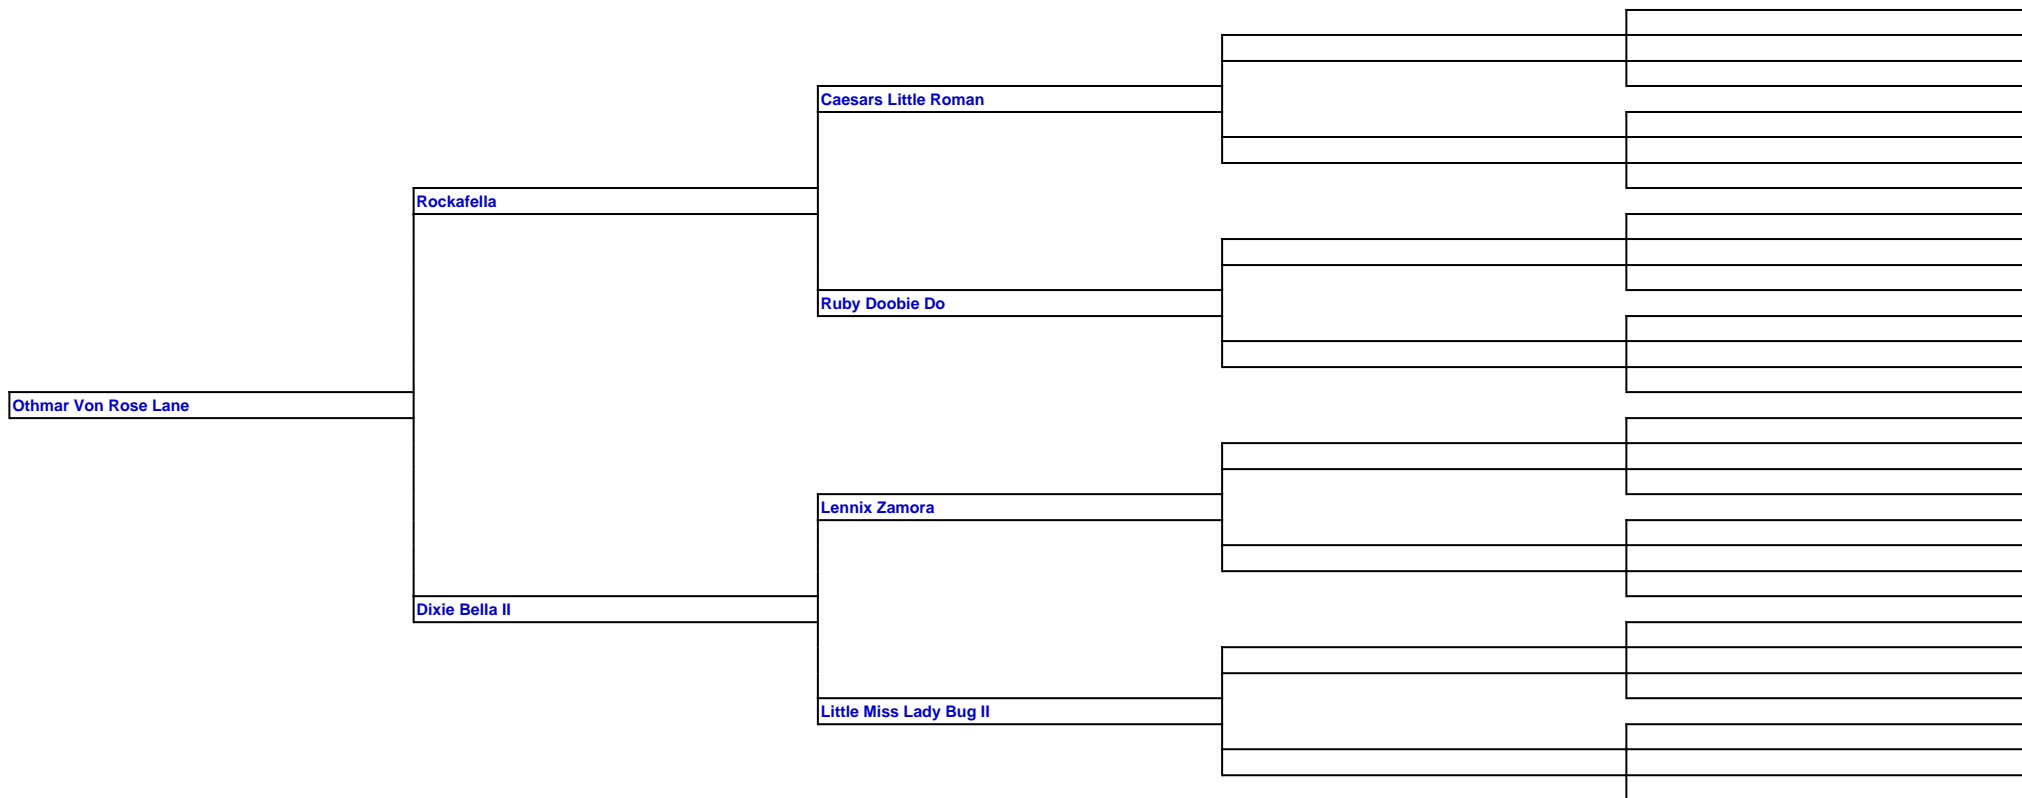 Caesars Little Roman
Rockafella
Ruby Doobie Do
Othmar Von Rose Lane
Lennix Zamora
Dixie Bella II
Little Miss Lady Bug II